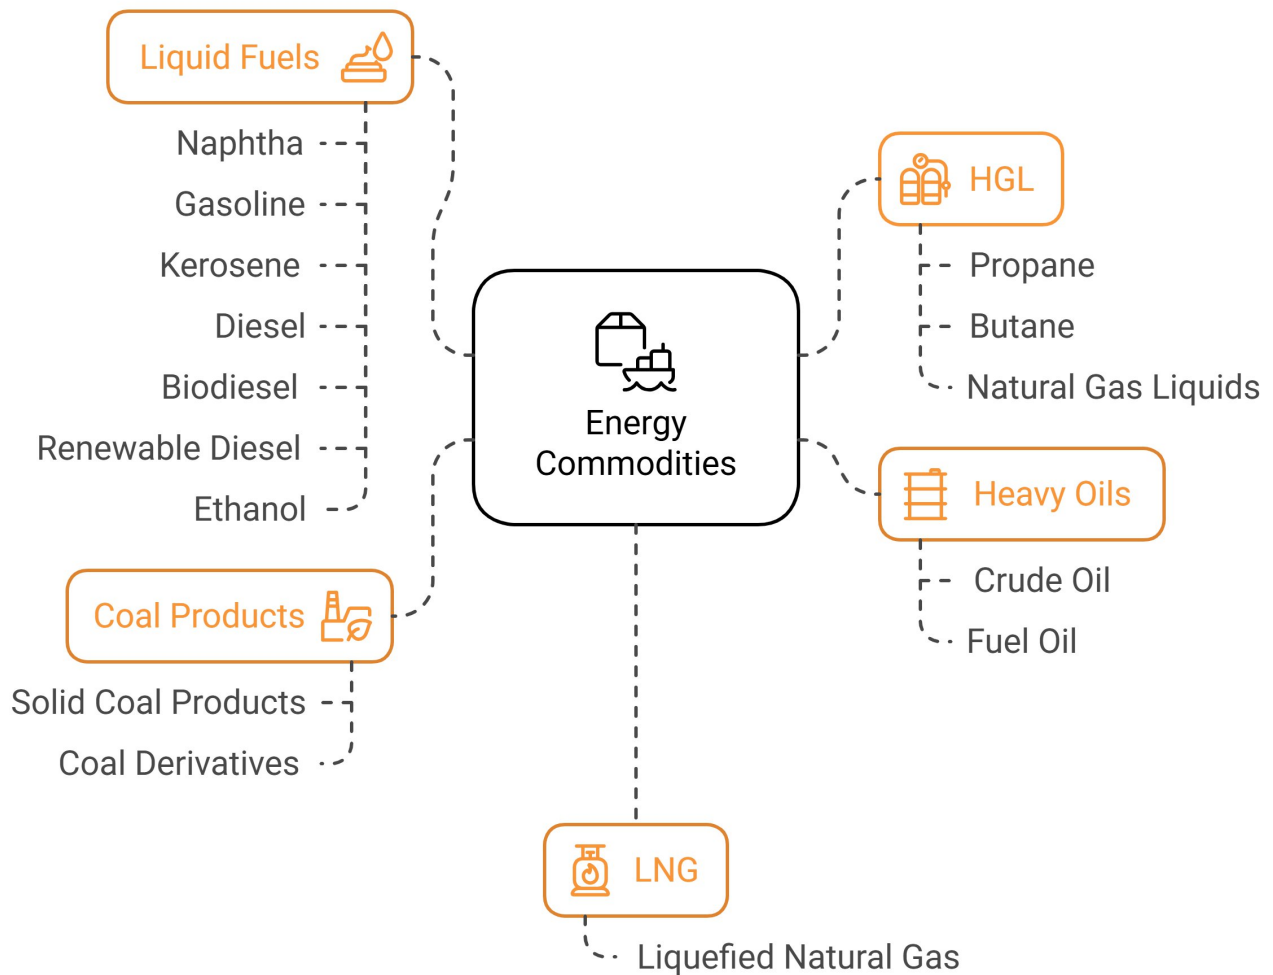 Liquid Fuels
Naphtha
Gasoline
Kerosene
Diesel
Biodiesel
Renewable Diesel
Ethanol
Coal Products
Solid Coal Products
Coal Derivatives
Energy
Commodities
HGL
Propane
Butane
Natural Gas Liquids
Heavy Oils
Crude Oil
Fuel Oil
LNG
Liquefied Natural Gas